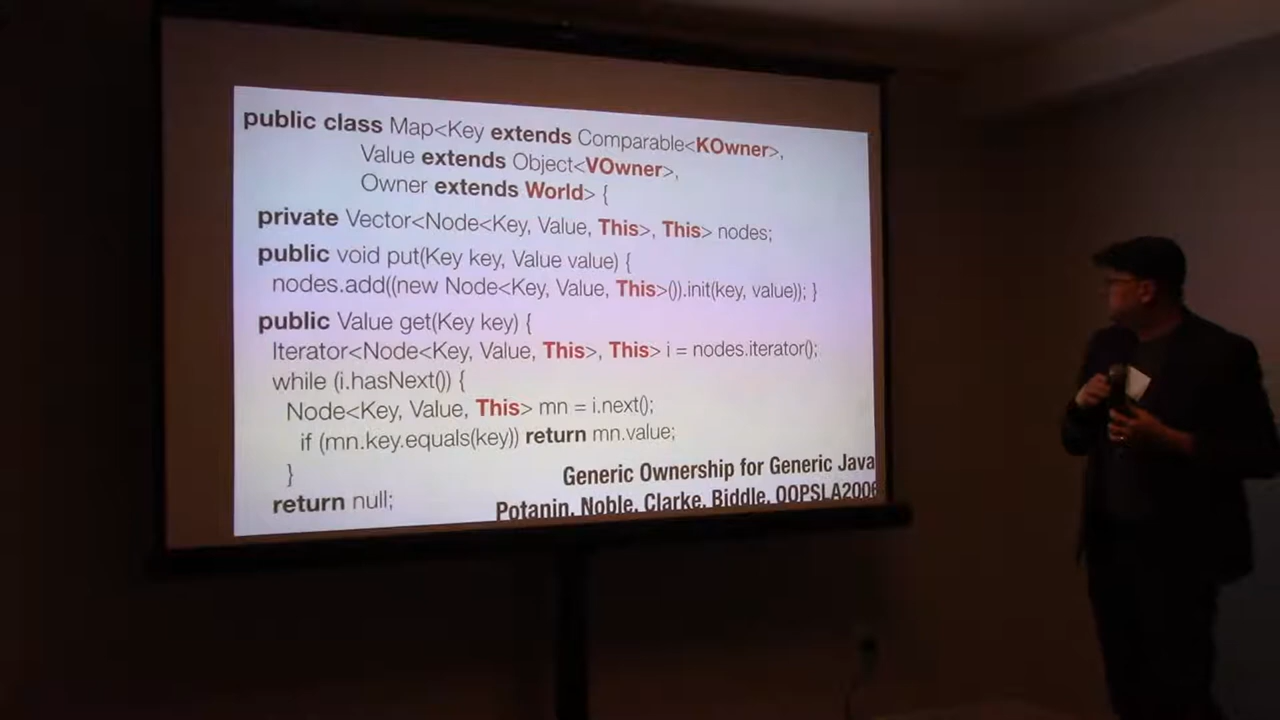 public class Map<Key extends Comparable<KOwner>,
Value extends Object<VOwner>,
Owner extends World> {
private Vector<Node<Key, Value, This>, This> nodes;
public void put(Key key, Value value) {
nodes.add((new Node<Key, Value, This>()).init(key, value)); }
public Value get(Key key) {
Iterator<Node<Key, Value, This>, This> i = nodes.iterator();
while (i.hasNext()) {
Node<Key, Value, This> mn = i.next();
if (mn.key.equals(key)) return mn.value;
}
return null;
Generic Ownership for Generic Java
Potanin, Noble, Clarke, Biddle, OOPSLA2006